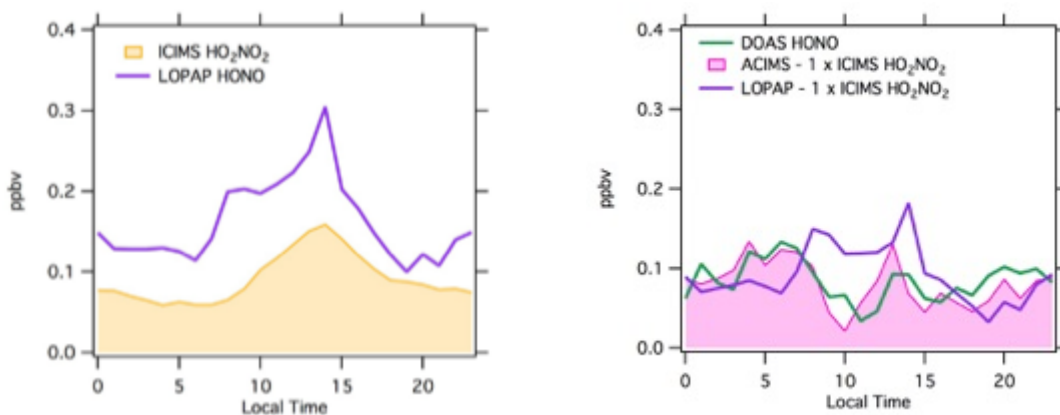 0.4
0.3
0.2
0.1
0.0
ppbv
ICIMS HO₂NO₂
LOPAP HONO
0 5 10 15 20
Local Time
0.4
0.3
0.2
0.1
0.0
ppbv
DOAS HONO
ACIMS - 1 x ICIMS HO₂NO₂
LOPAP - 1 x ICIMS HO₂NO₂
0 5 10 15 20
Local Time